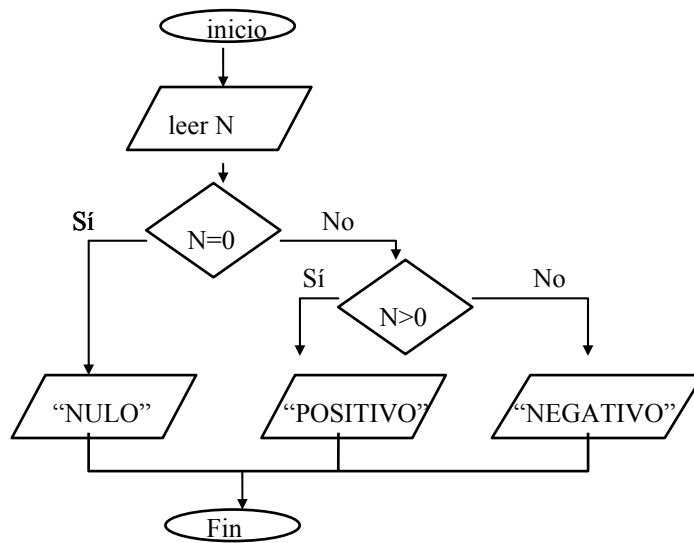 inicio
leer N
Sí
N=0
No
Sí
N>0
No
“NULO”
“POSITIVO”
“NEGATIVO”
Fin